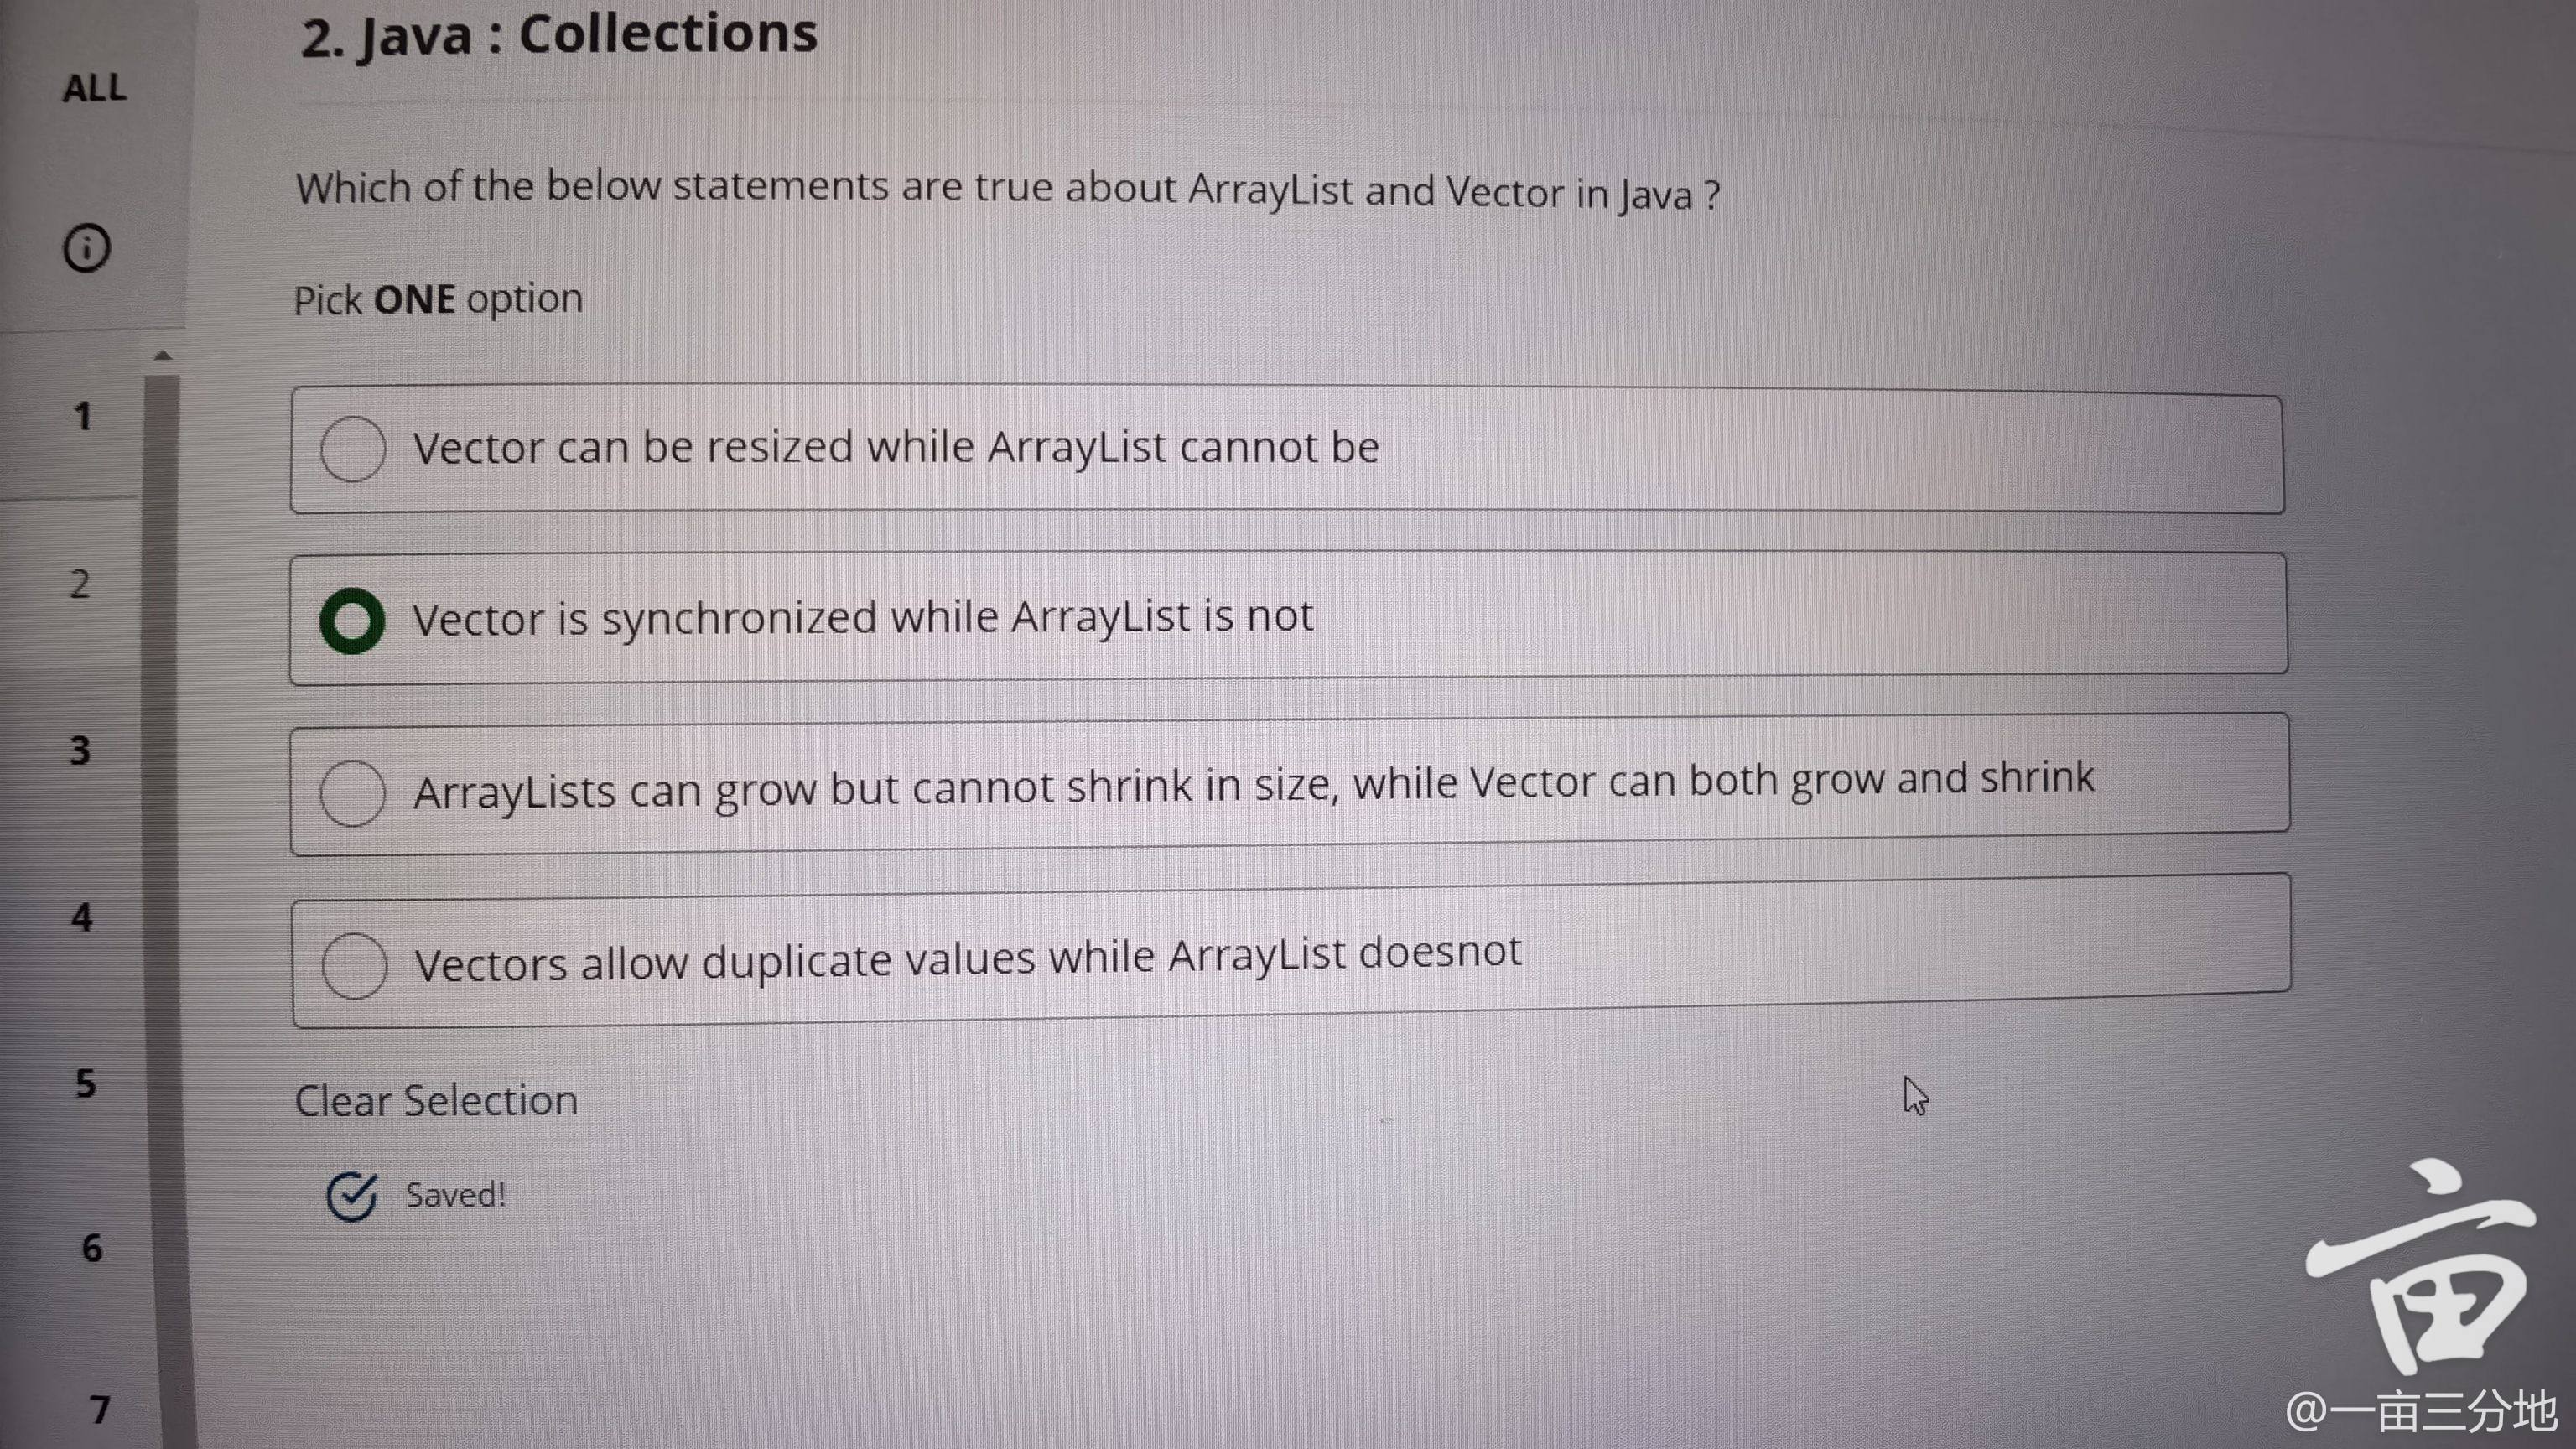 2. Java : Collections
ALL
Which of the below statements are true about ArrayList and Vector in Java ?
Pick ONE option
1
Vector can be resized while ArrayList cannot be
2
Vector is synchronized while ArrayList is not
3
ArrayLists can grow but cannot shrink in size, while Vector can both grow and shrink
4
Vectors allow duplicate values while ArrayList doesnot
5
Clear Selection
Saved!
6
7
亩
@一亩三分地